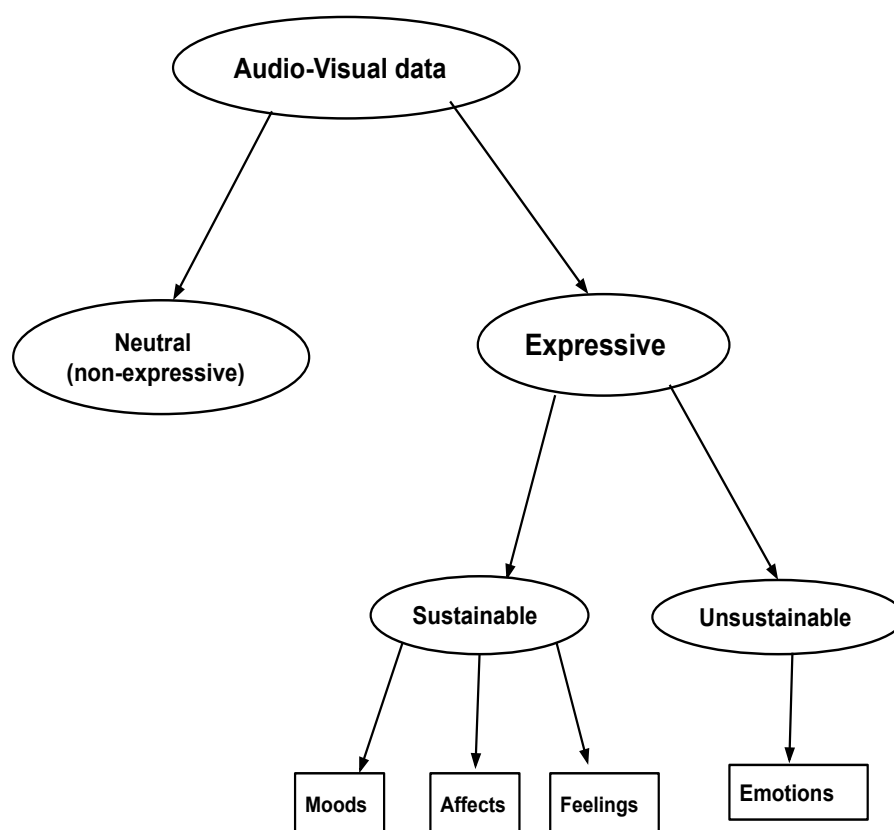 Audio-Visual data
Neutral
(non-expressive)
Expressive
Sustainable
Unsustainable
Moods
Affects
Feelings
Emotions